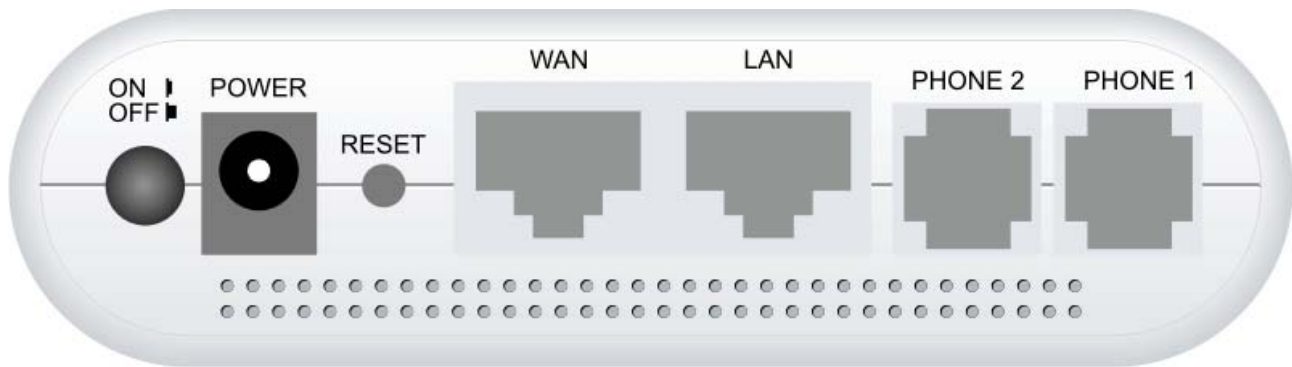 ON
OFF
POWER
RESET
WAN
LAN
PHONE 2
PHONE 1